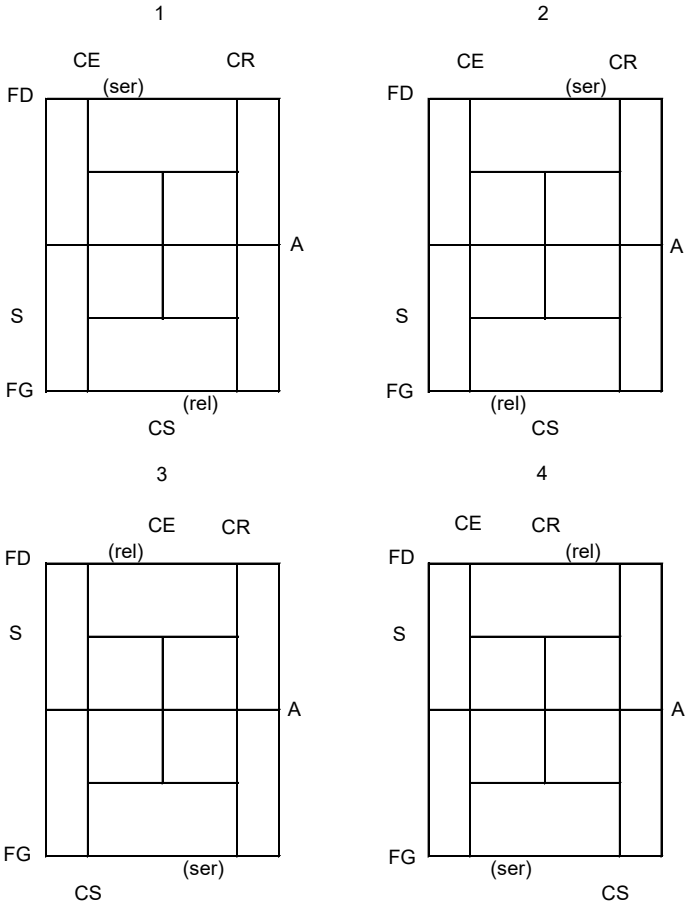 1 2
CE CR CE CR
(ser) (ser)
FD FD
A A
S S
FG FG
(rel) (rel)
CS CS
3 4
CE CR CE CR
(rel) (rel)
FD FD
S S
A A
FG FG
(ser) (ser)
CS CS